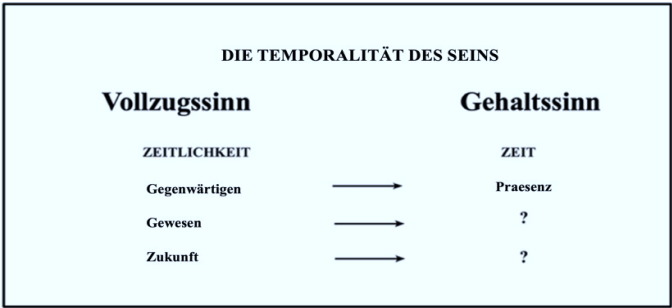 DIE TEMPORALITÄT DES SEINS
Vollzugssinn Gehaltssinn
ZEITLICHKEIT ZEIT
Gegenwärtigen Praesenz
Gewesen ?
Zukunft ?